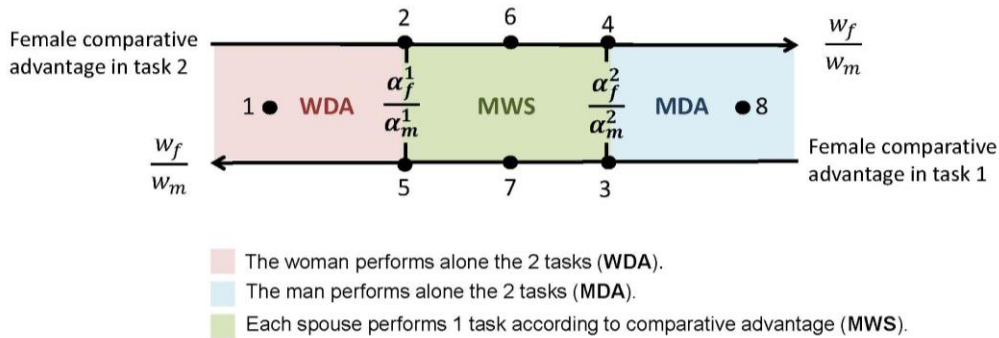 2 6 4
Female comparative
advantage in task 2
w_f/w_m
1 WDA α_f^1/α_m^1 MWS α_f^2/α_m^2 MDA 8
w_f/w_m
Female comparative
advantage in task 1
5 7 3
The woman performs alone the 2 tasks (WDA).
The man performs alone the 2 tasks (MDA).
Each spouse performs 1 task according to comparative advantage (MWS).